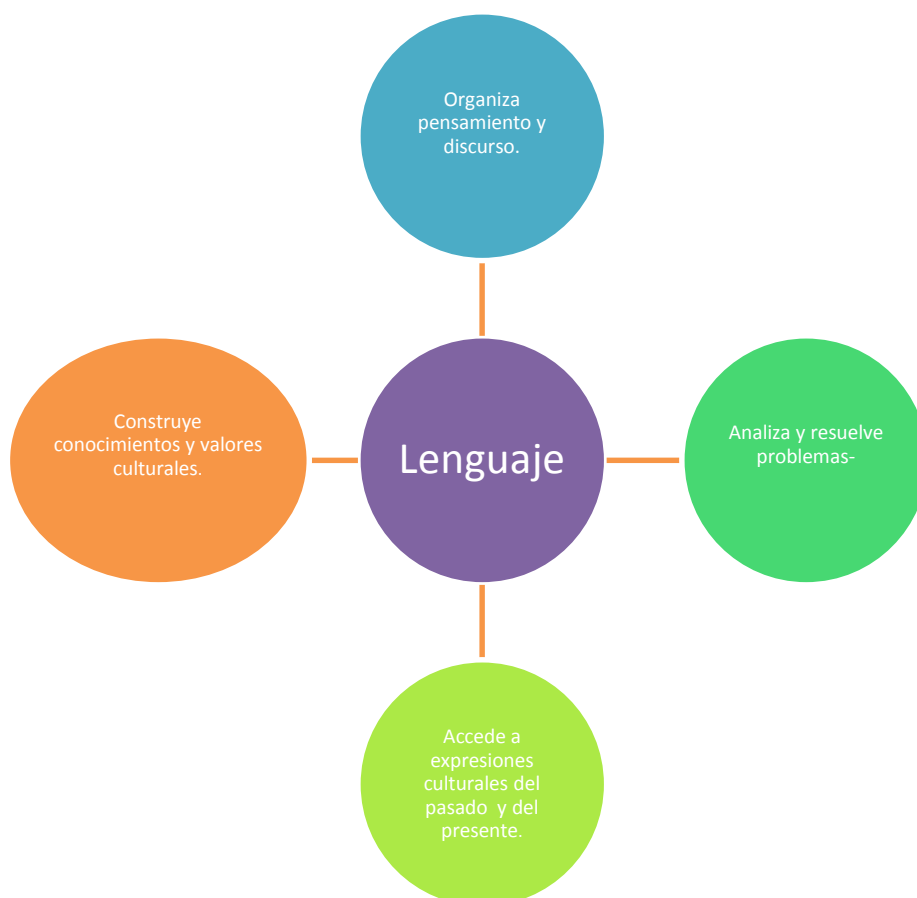 Organiza
pensamiento y
discurso.
Construye
conocimientos y valores
culturales.
Lenguaje
Analiza y resuelve
problemas-
Accede a
expresiones
culturales del
pasado  y del
presente.